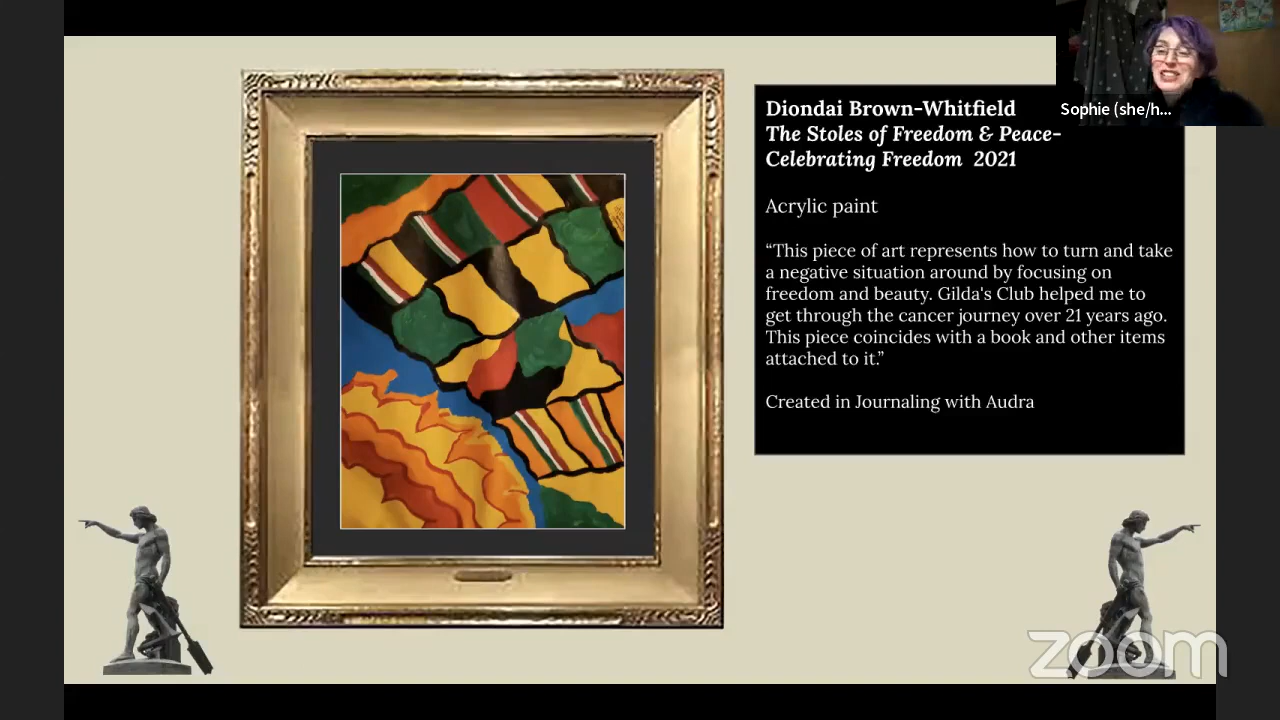 Diondai Brown-Whitfield
The Stoles of Freedom & Peace-
Celebrating Freedom 2021
Acrylic paint
“This piece of art represents how to turn and take
a negative situation around by focusing on
freedom and beauty. Gilda's Club helped me to
get through the cancer journey over 21 years ago.
This piece coincides with a book and other items
attached to it.”
Created in Journaling with Audra
Sophie (she/h...
zoom